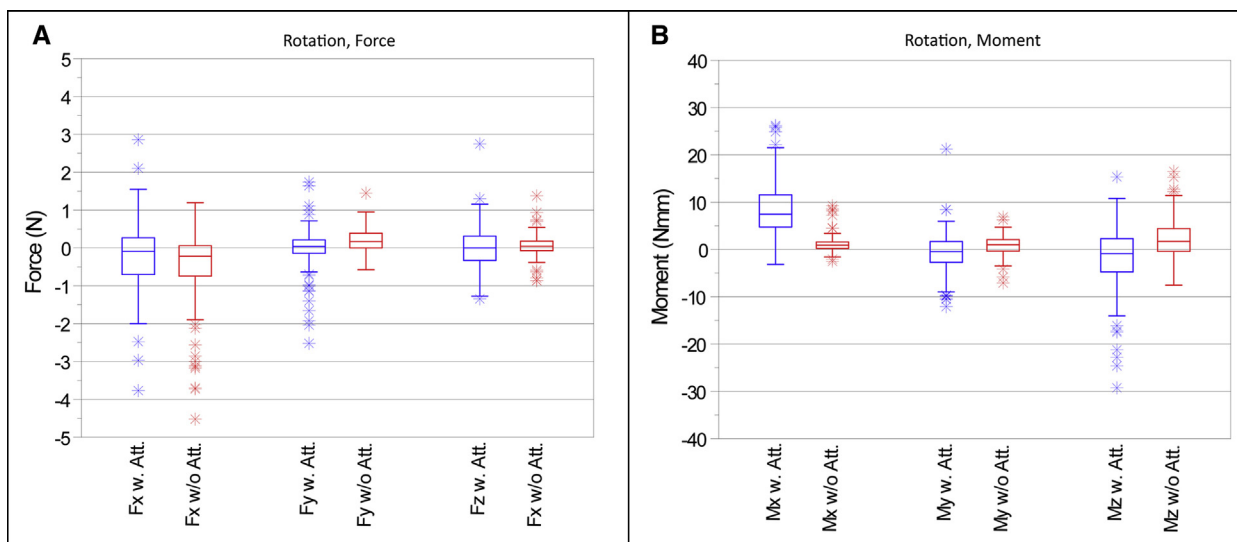 A
Rotation, Force
Force (N)
5
4
3
2
1
0
-1
-2
-3
-4
-5
Fx w. Att.
Fx w/o Att.
Fy w. Att.
Fy w/o Att.
Fz w. Att.
Fx w/o Att.
B
Rotation, Moment
Moment (Nmm)
40
30
20
10
0
-10
-20
-30
-40
Mx w. Att.
Mx w/o Att.
My w. Att.
My w/o Att.
Mz w. Att.
Mz w/o Att.